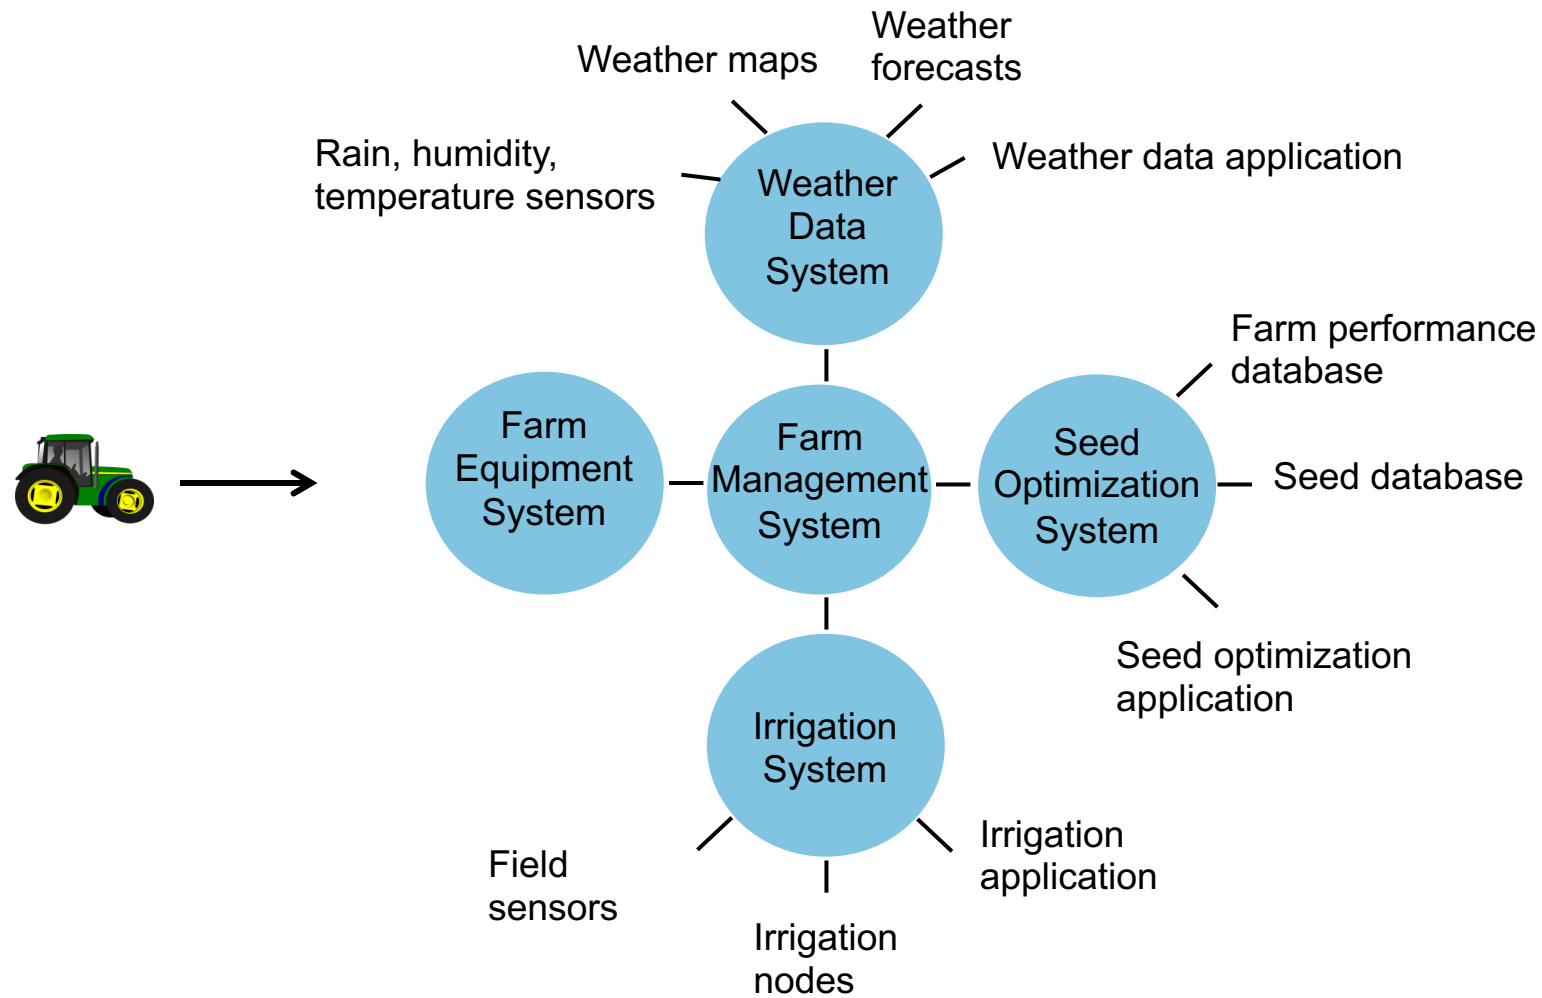 Weather maps
Weather
forecasts
Rain, humidity,
temperature sensors
Weather data application
Weather
Data
System
Farm performance
database
Farm
Equipment
System
Farm
Management
System
Seed
Optimization
System
Seed database
Seed optimization
application
Irrigation
System
Field
sensors
Irrigation
nodes
Irrigation
application